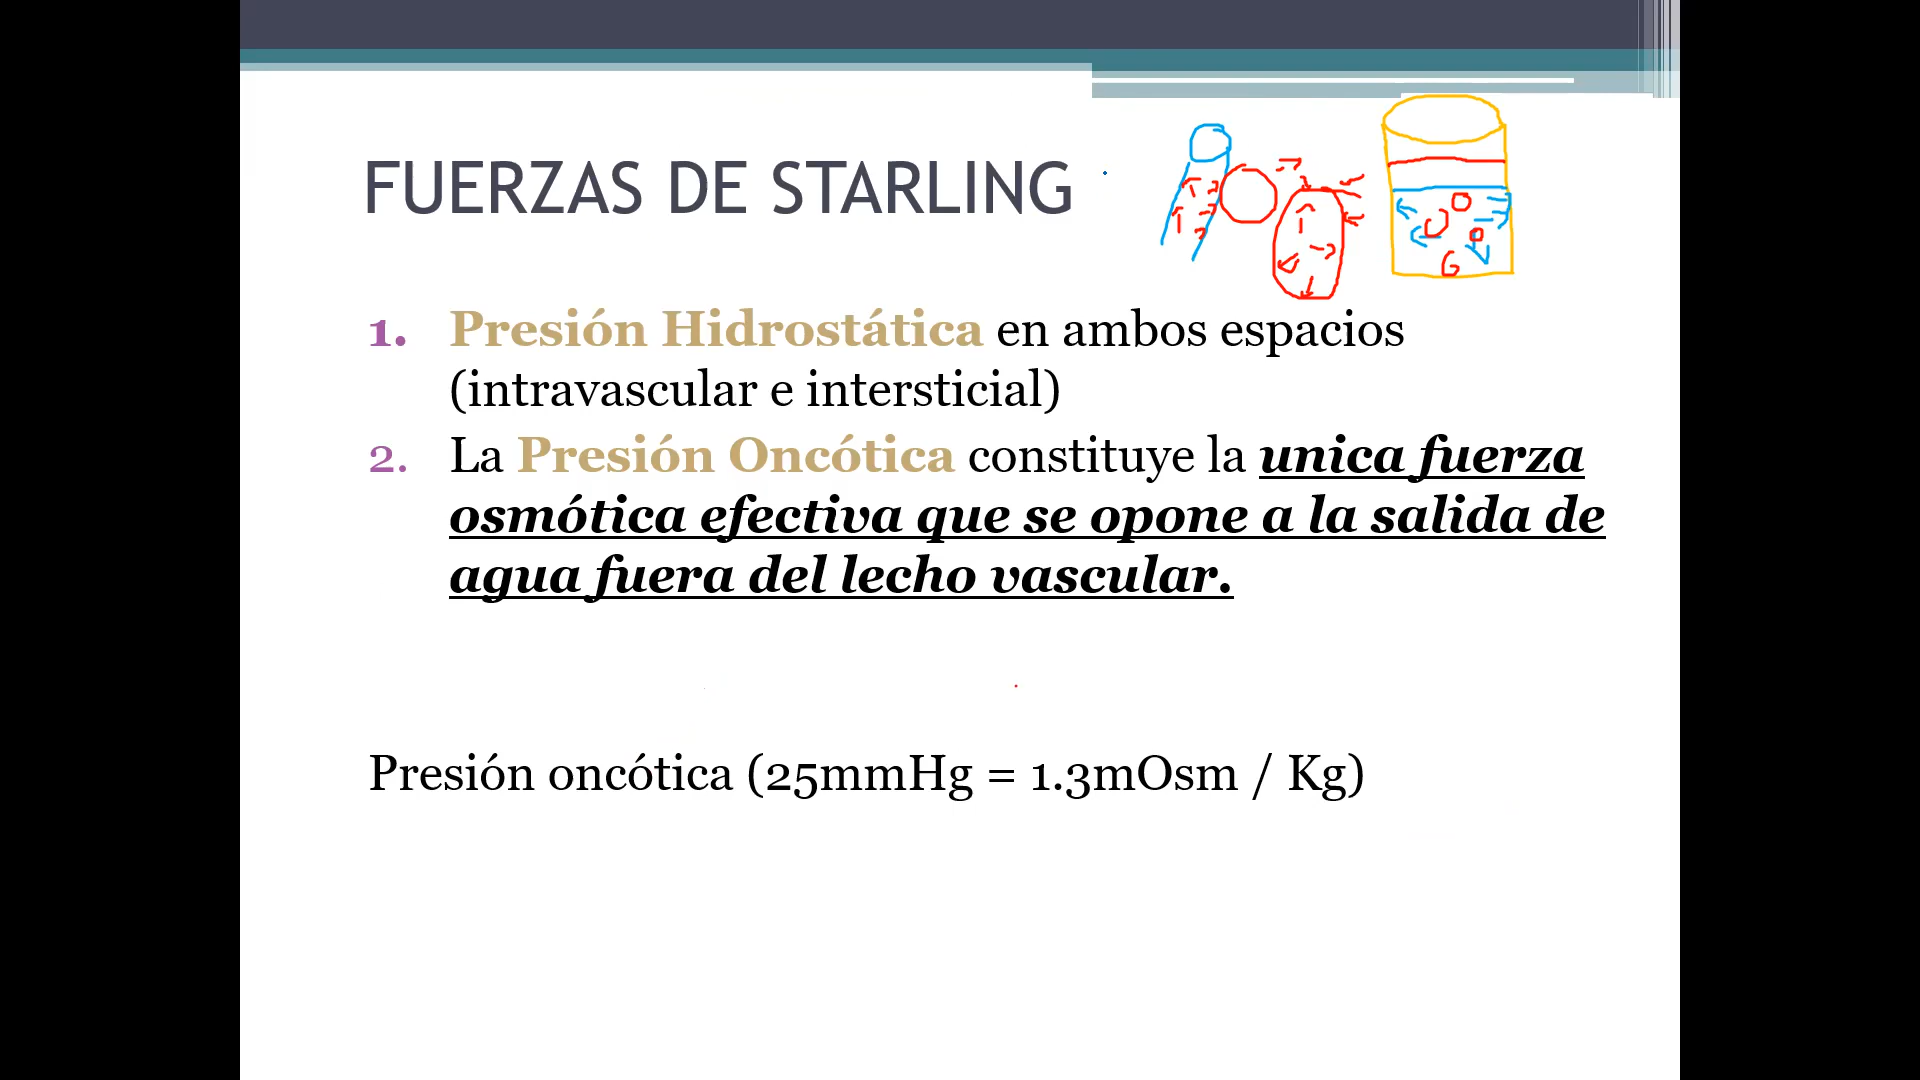 FUERZAS DE STARLING
1. Presión Hidrostática en ambos espacios
(intravascular e intersticial)
2. La Presión Oncótica constituye la unica fuerza
osmótica efectiva que se opone a la salida de
agua fuera del lecho vascular.
Presión oncótica (25mmHg = 1.3mOsm / Kg)